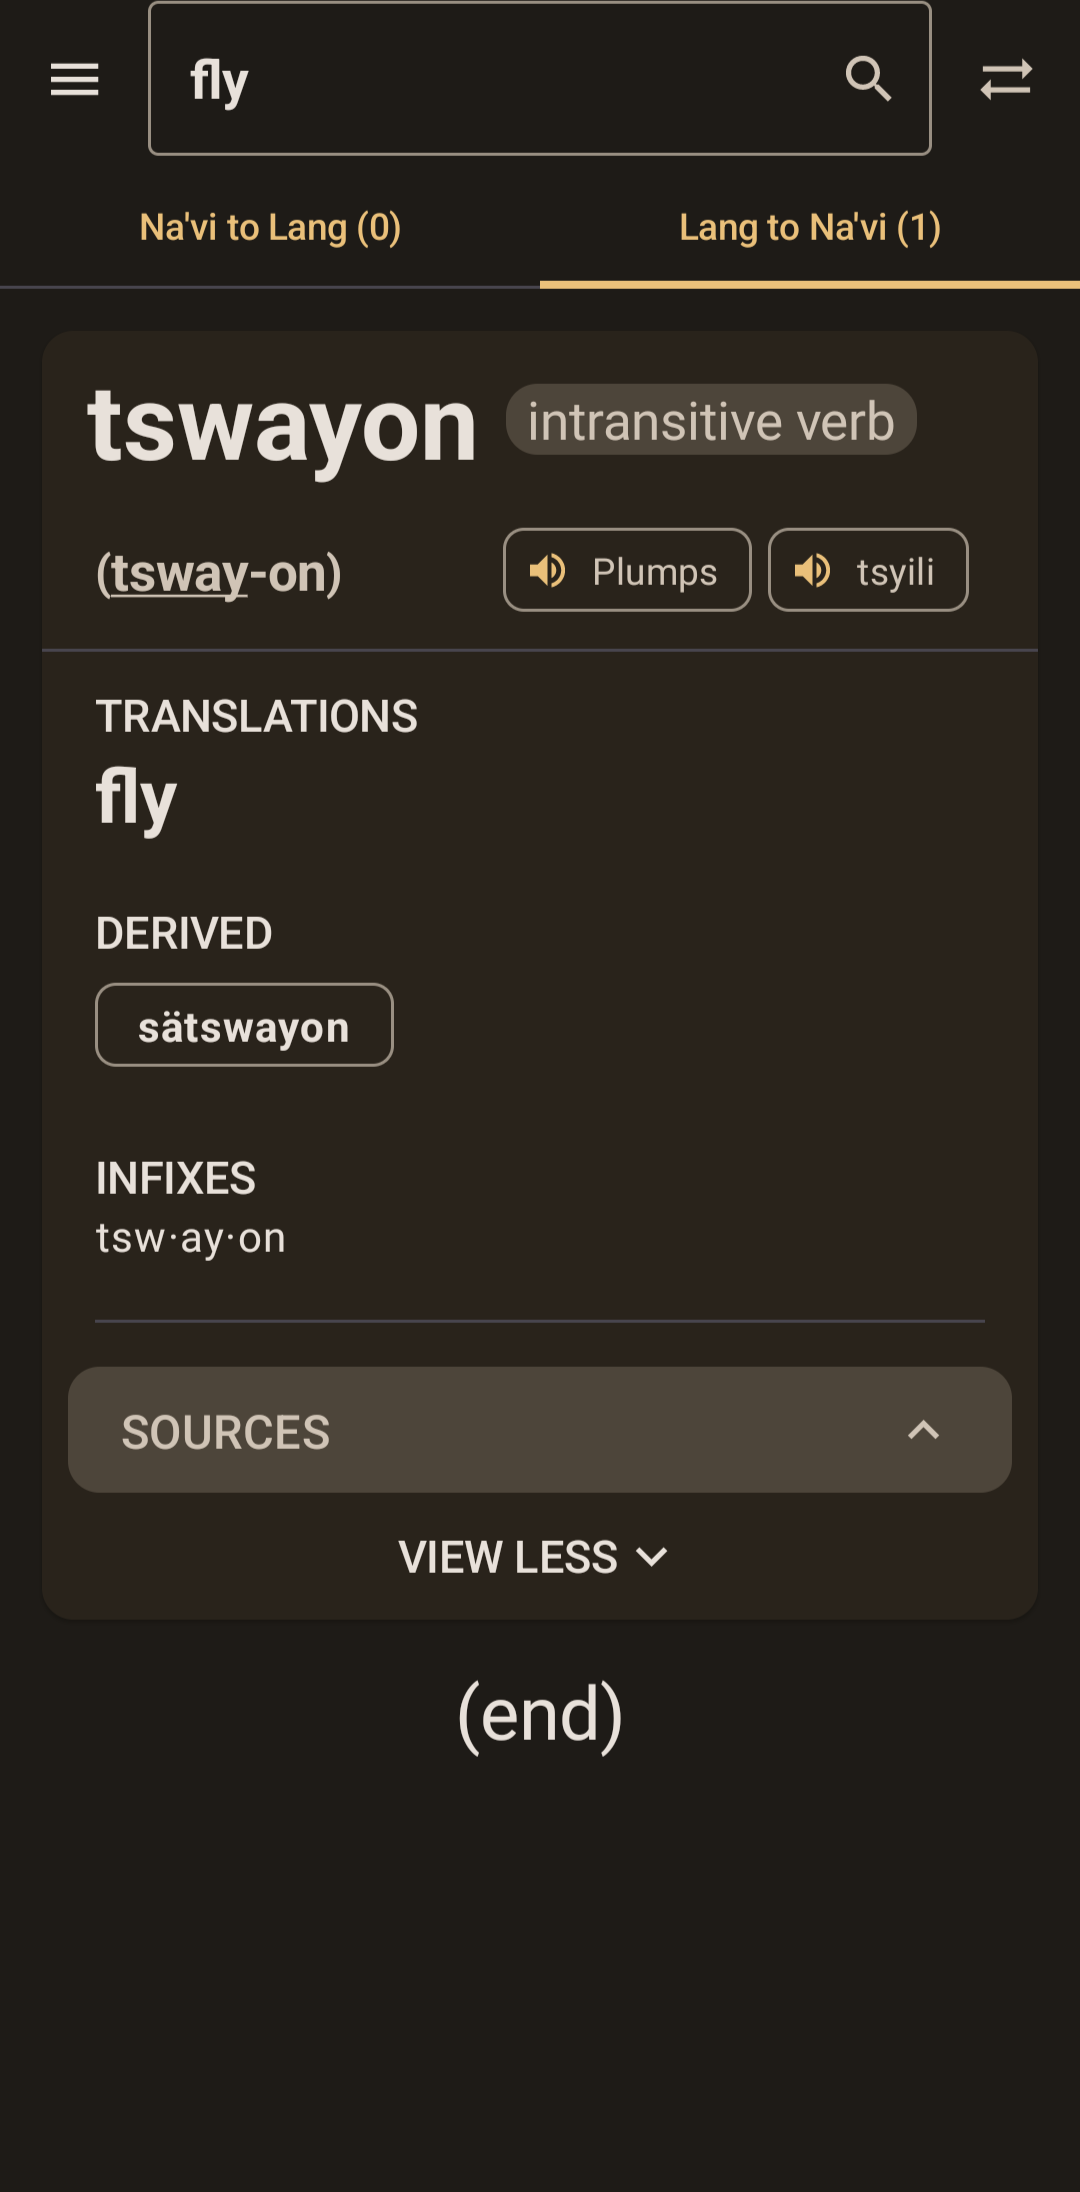 fly
Na'vi to Lang (0) Lang to Na'vi (1)
tswayon intransitive verb
(tsway-on) Plumps tsyili
TRANSLATIONS
fly
DERIVED
sätswayon
INFIXES
tsw·ay·on
SOURCES
VIEW LESS
(end)